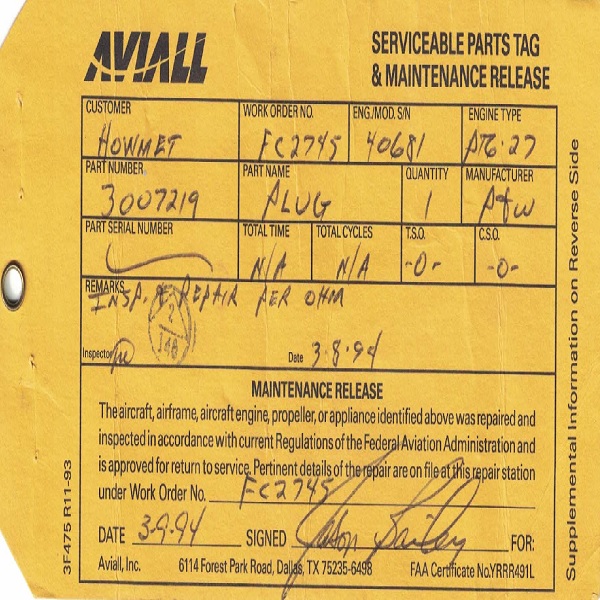 AVIALL
SERVICEABLE PARTS TAG
& MAINTENANCE RELEASE
CUSTOMER WORK ORDER NO. ENG./MOD. S/N ENGINE TYPE
HOWMET FC2745 40681 PT6-27
PART NUMBER PART NAME QUANTITY MANUFACTURER
3007219 PLUG 1 P&W
PART SERIAL NUMBER TOTAL TIME TOTAL CYCLES T.S.O. C.S.O.
N/A N/A -0- -0-
REMARKS
INSP. & REPAIR PER OHM
Inspector Date 3-8-94
MAINTENANCE RELEASE
The aircraft, airframe, aircraft engine, propeller, or appliance identified above was repaired and
inspected in accordance with current Regulations of the Federal Aviation Administration and
is approved for return to service. Pertinent details of the repair are on file at this repair station
under Work Order No. FC2745
DATE 3-9-94 SIGNED Jason Bailey FOR:
Aviall, Inc. 6114 Forest Park Road, Dallas, TX 75235-6498 FAA Certificate No.YRRR491L
3F475 R11-93
Supplemental Information on Reverse Side